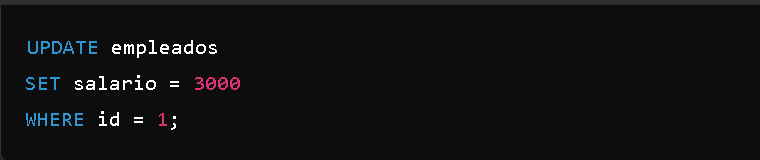 UPDATE empleados
SET salario = 3000
WHERE id = 1;